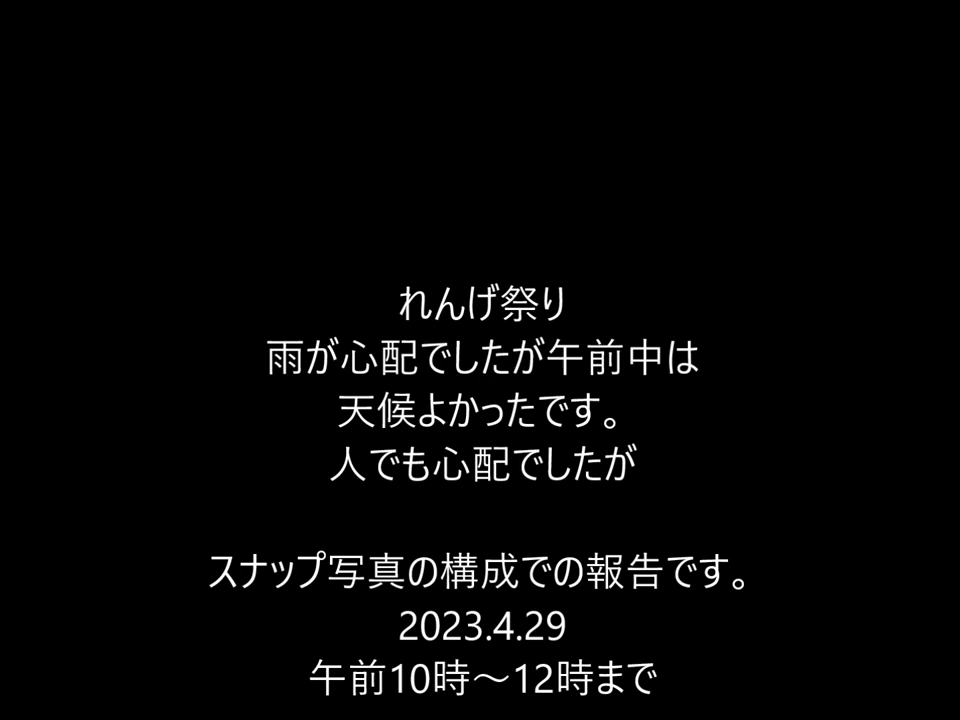 れんげ祭り
雨が心配でしたが午前中は
天候よかったです。
人でも心配でしたが
スナップ写真の構成での報告です。
2023.4.29
午前10時～12時まで